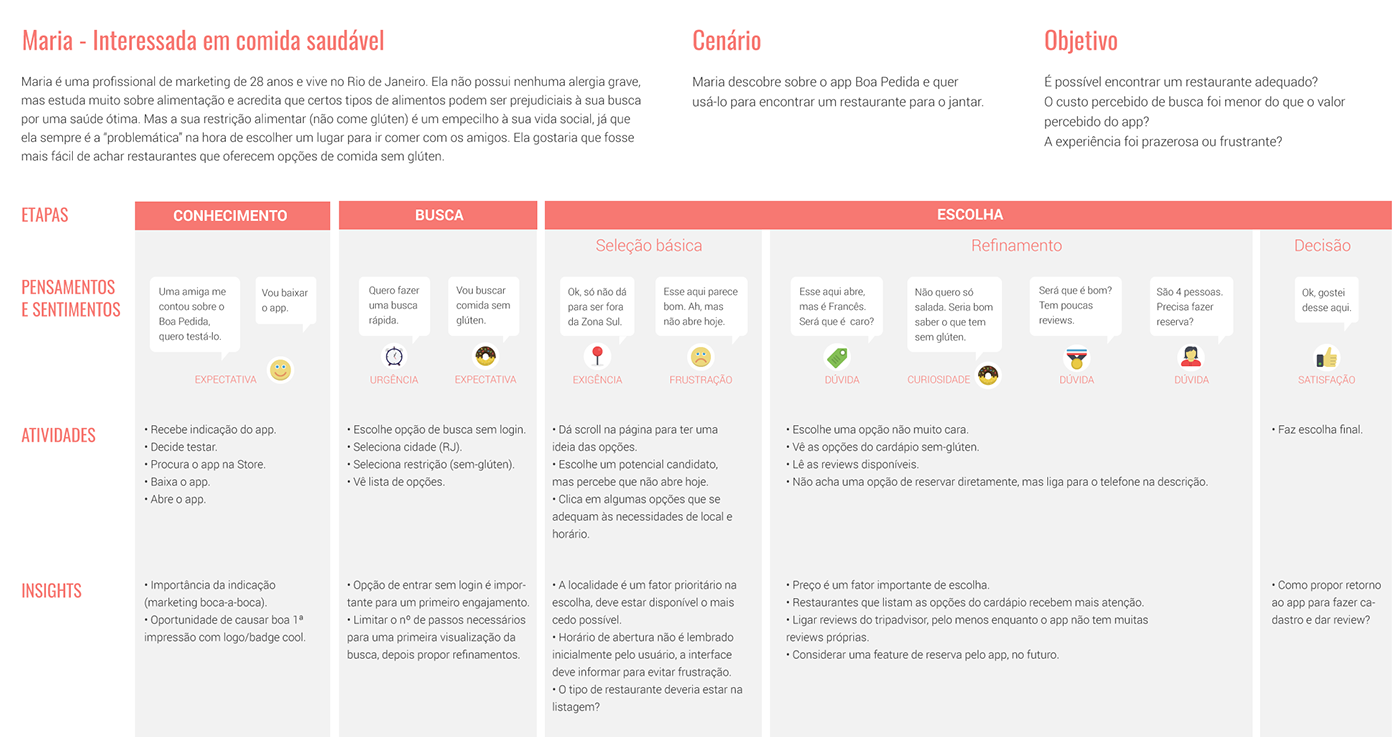 Maria - Interessada em comida saudável
Maria é uma profissional de marketing de 28 anos e vive no Rio de Janeiro. Ela não possui nenhuma alergia grave,
mas estuda muito sobre alimentação e acredita que certos tipos de alimentos podem ser prejudiciais à sua busca
por uma saúde ótima. Mas a sua restrição alimentar (não come glúten) é um empecilho à sua vida social, já que
ela sempre é a “problemática” na hora de escolher um lugar para ir comer com os amigos. Ela gostaria que fosse
mais fácil de achar restaurantes que oferecem opções de comida sem glúten.
Cenário
Maria descobre sobre o app Boa Pedida e quer
usá-lo para encontrar um restaurante para o jantar.
Objetivo
É possível encontrar um restaurante adequado?
O custo percebido de busca foi menor do que o valor
percebido do app?
A experiência foi prazerosa ou frustrante?
ETAPAS
CONHECIMENTO
BUSCA
ESCOLHA
Seleção básica
Refinamento
Decisão
PENSAMENTOS
E SENTIMENTOS
Uma amiga me
contou sobre o
Boa Pedida,
quero testá-lo.
Vou baixar
o app.
EXPECTATIVA
Quero fazer
uma busca
rápida.
URGÊNCIA
Vou buscar
comida sem
glúten.
EXPECTATIVA
Ok, só não dá
para ser fora
da Zona Sul.
EXIGÊNCIA
Esse aqui parece
bom. Ah, mas
não abre hoje.
FRUSTRAÇÃO
Esse aqui abre,
mas é Francês.
Será que é caro?
DÚVIDA
Não quero só
salada. Seria bom
saber o que tem
sem glúten.
CURIOSIDADE
Será que é bom?
Tem poucas
reviews.
DÚVIDA
São 4 pessoas.
Precisa fazer
reserva?
DÚVIDA
Ok, gostei
desse aqui.
SATISFAÇÃO
ATIVIDADES
• Recebe indicação do app.
• Decide testar.
• Procura o app na Store.
• Baixa o app.
• Abre o app.
• Escolhe opção de busca sem login.
• Seleciona cidade (RJ).
• Seleciona restrição (sem-glúten).
• Vê lista de opções.
• Dá scroll na página para ter uma
ideia das opções.
• Escolhe um potencial candidato,
mas percebe que não abre hoje.
• Clica em algumas opções que se
adequam às necessidades de local e
horário.
• Escolhe uma opção não muito cara.
• Vê as opções do cardápio sem-glúten.
• Lê as reviews disponíveis.
• Não acha uma opção de reservar diretamente, mas liga para o telefone na descrição.
• Faz escolha final.
INSIGHTS
• Importância da indicação
(marketing boca-a-boca).
• Oportunidade de causar boa 1ª
impressão com logo/badge cool.
• Opção de entrar sem login é impor-
tante para um primeiro engajamento.
• Limitar o nº de passos necessários
para uma primeira visualização da
busca, depois propor refinamentos.
• A localidade é um fator prioritário na
escolha, deve estar disponível o mais
cedo possível.
• Horário de abertura não é lembrado
inicialmente pelo usuário, a interface
deve informar para evitar frustração.
• O tipo de restaurante deveria estar na
listagem?
• Preço é um fator importante de escolha.
• Restaurantes que listam as opções do cardápio recebem mais atenção.
• Ligar reviews do tripadvisor, pelo menos enquanto o app não tem muitas
reviews próprias.
• Considerar uma feature de reserva pelo app, no futuro.
• Como propor retorno
ao app para fazer ca-
dastro e dar review?